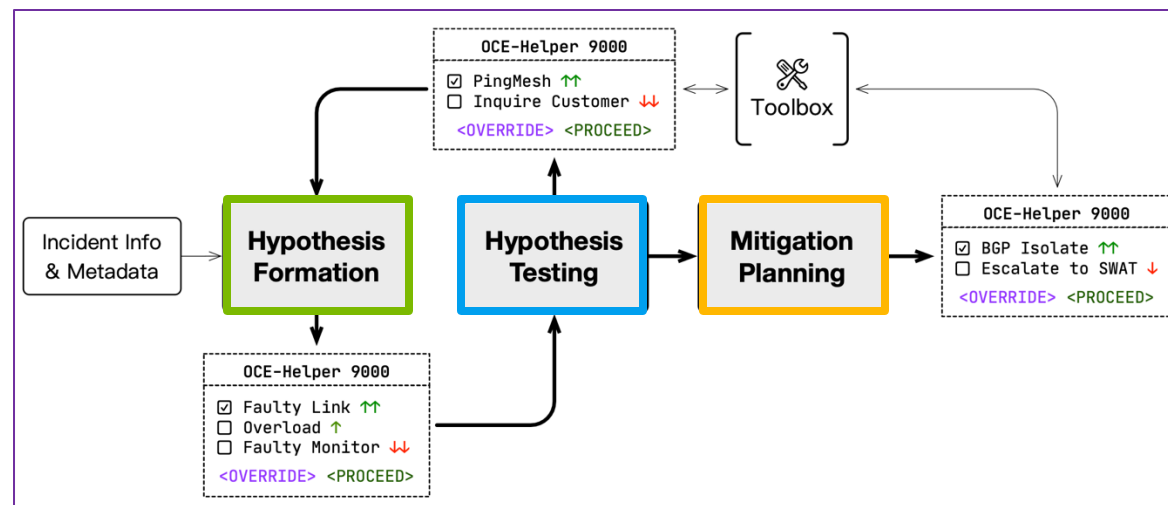 OCE-Helper 9000
☑ PingMesh ↑↑
☐ Inquire Customer ↓↓
<OVERRIDE> <PROCEED>
Toolbox
Incident Info
& Metadata
Hypothesis
Formation
Hypothesis
Testing
Mitigation
Planning
OCE-Helper 9000
☑ BGP Isolate ↑↑
☐ Escalate to SWAT ↓
<OVERRIDE> <PROCEED>
OCE-Helper 9000
☑ Faulty Link ↑↑
☐ Overload ↑
☐ Faulty Monitor ↓↓
<OVERRIDE> <PROCEED>